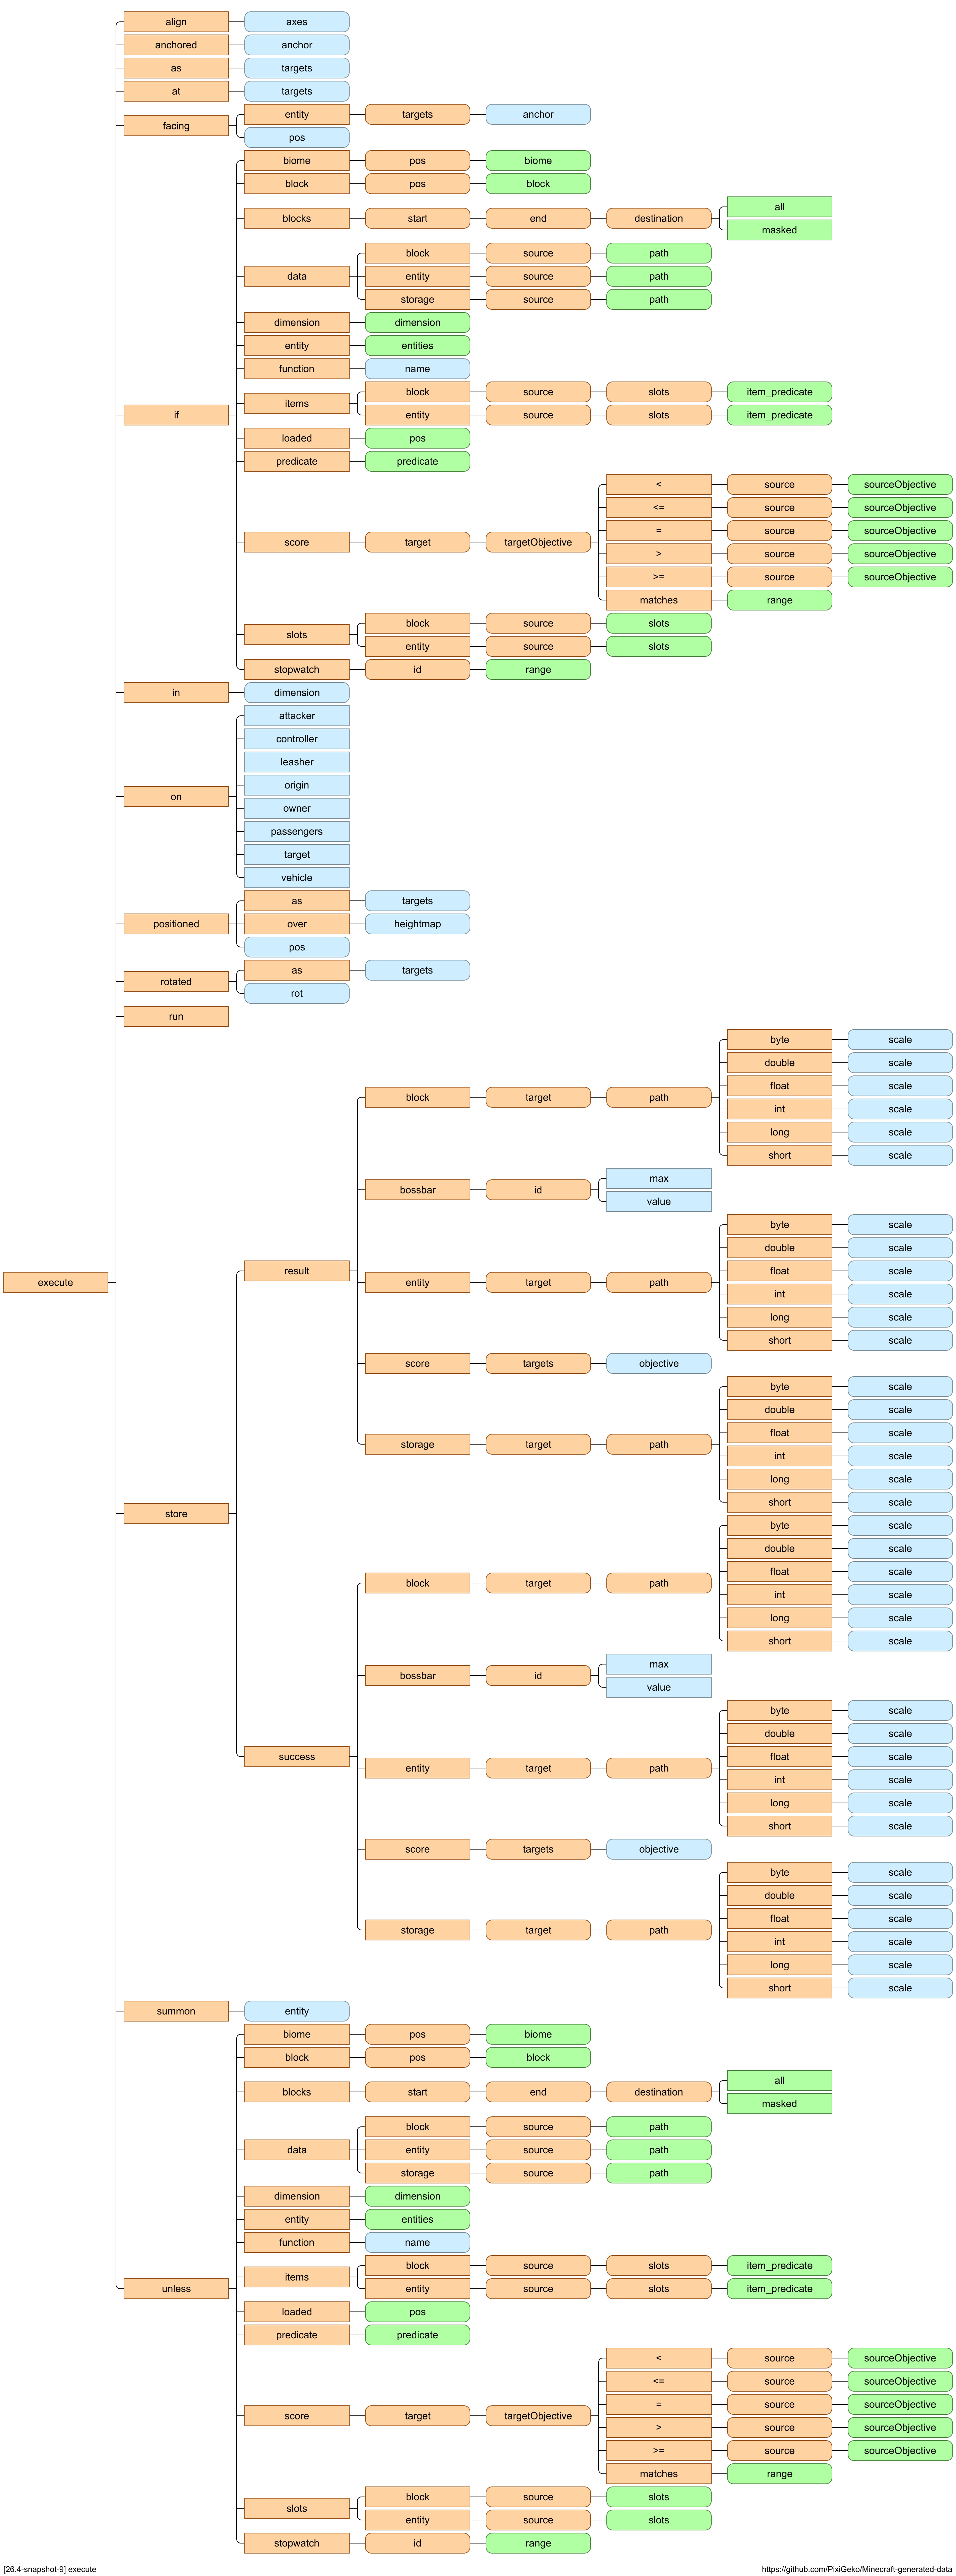 align axes
anchored anchor
as targets
at targets
entity targets anchor
facing
pos
biome pos biome
block pos block
all
blocks start end destination
masked
block source path
data entity source path
storage source path
dimension dimension
entity entities
function name
block source slots item_predicate
items
if entity source slots item_predicate
loaded pos
predicate predicate
< source sourceObjective
<= source sourceObjective
= source sourceObjective
score target targetObjective
> source sourceObjective
>= source sourceObjective
matches range
block source slots
slots
entity source slots
stopwatch id range
in dimension
attacker
controller
leasher
origin
on
owner
passengers
target
vehicle
as targets
positioned over heightmap
pos
as targets
rotated
rot
run
byte scale
double scale
float scale
block target path
int scale
long scale
short scale
max
bossbar id
value
byte scale
double scale
result float scale
execute entity target path
int scale
long scale
short scale
score targets objective
byte scale
double scale
float scale
storage target path
int scale
long scale
short scale
store
byte scale
double scale
float scale
block target path
int scale
long scale
short scale
max
bossbar id
value
byte scale
double scale
success float scale
entity target path
int scale
long scale
short scale
score targets objective
byte scale
double scale
float scale
storage target path
int scale
long scale
short scale
summon entity
biome pos biome
block pos block
all
blocks start end destination
masked
block source path
data entity source path
storage source path
dimension dimension
entity entities
function name
block source slots item_predicate
items
unless entity source slots item_predicate
loaded pos
predicate predicate
< source sourceObjective
<= source sourceObjective
= source sourceObjective
score target targetObjective
> source sourceObjective
>= source sourceObjective
matches range
block source slots
slots
entity source slots
stopwatch id range
[26.4-snapshot-9] execute https://github.com/PixiGeko/Minecraft-generated-data